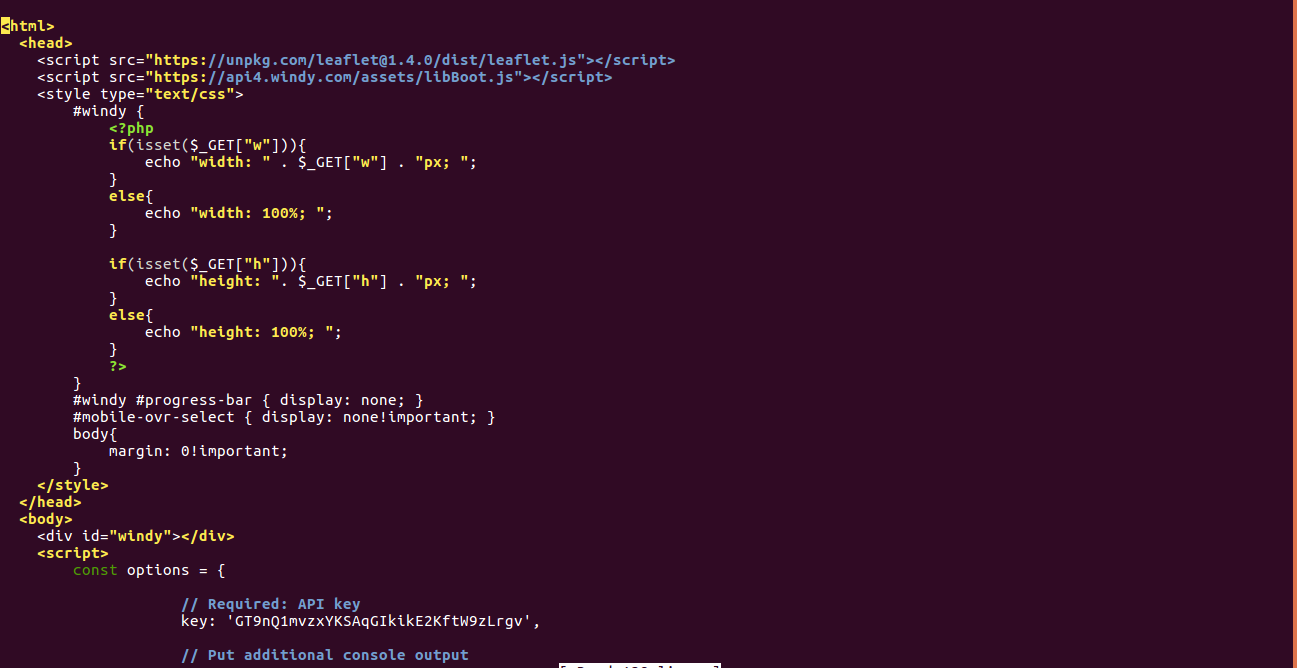 <html>
  <head>
    <script src="https://unpkg.com/leaflet@1.4.0/dist/leaflet.js"></script>
    <script src="https://api4.windy.com/assets/libBoot.js"></script>
    <style type="text/css">
        #windy {
            <?php
            if(isset($_GET["w"])){
                echo "width: " . $_GET["w"] . "px; ";
            }
            else{
                echo "width: 100%; ";
            }

            if(isset($_GET["h"])){
                echo "height: ". $_GET["h"] . "px; ";
            }
            else{
                echo "height: 100%; ";
            }
            ?>
        }
        #windy #progress-bar { display: none; }
        #mobile-ovr-select { display: none!important; }
        body{
            margin: 0!important;
        }
    </style>
  </head>
  <body>
    <div id="windy"></div>
    <script>
        const options = {

                    // Required: API key
                    key: 'GT9nQ1mvzxYKSAqGIkikE2KftW9zLrgv',

                    // Put additional console output